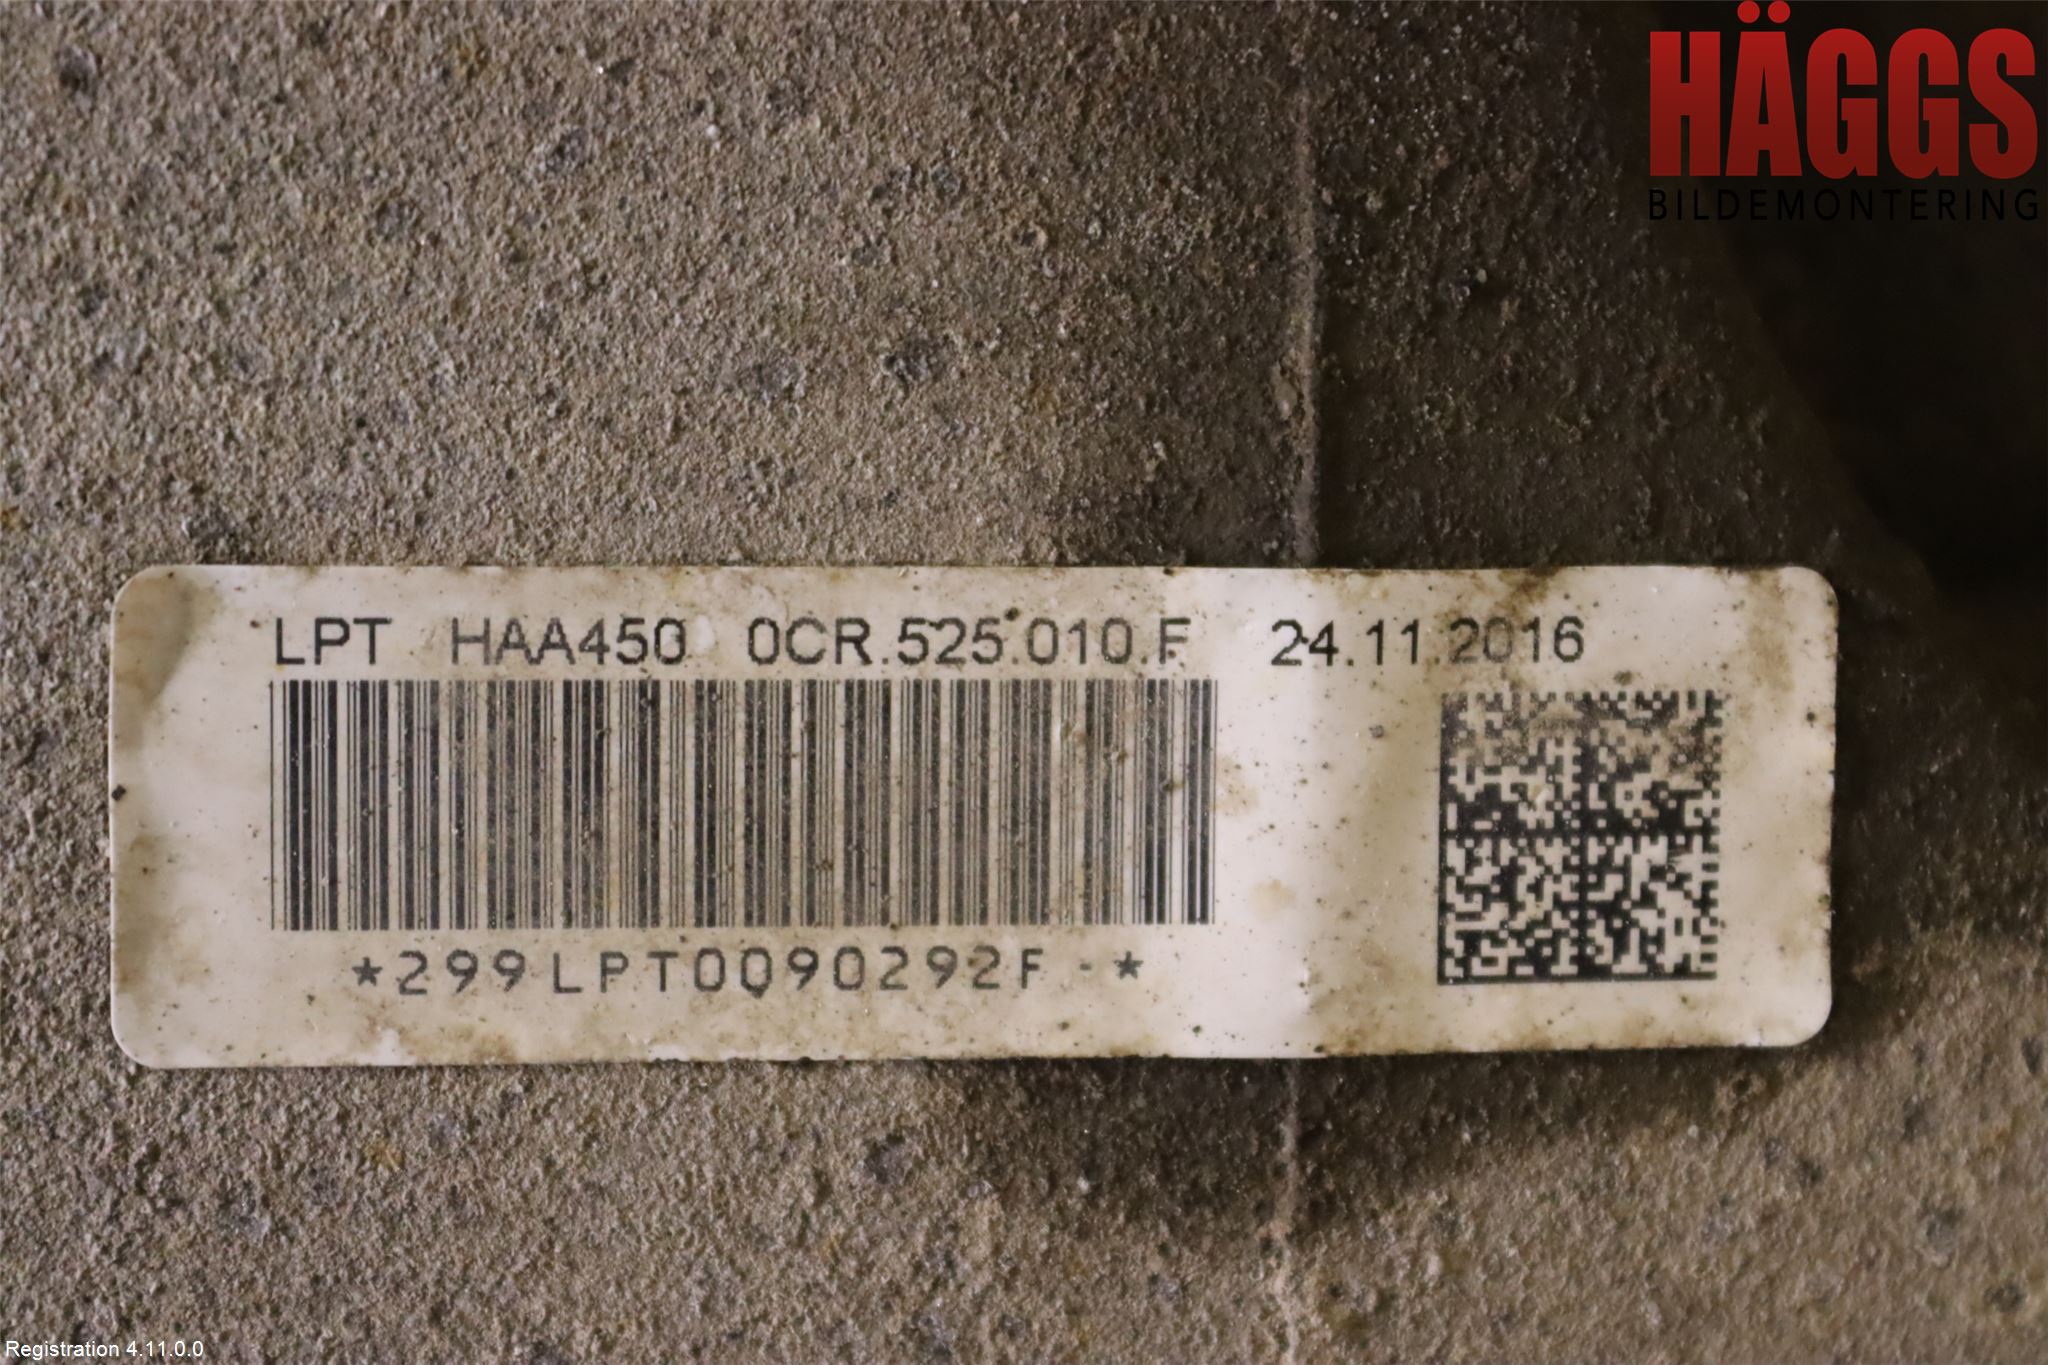 HÄGGS
BILDEMONTERING
LPT HAA450 0CR.525.010.F 24.11.2016
*299LPT0090292F-*
Registration 4.11.0.0